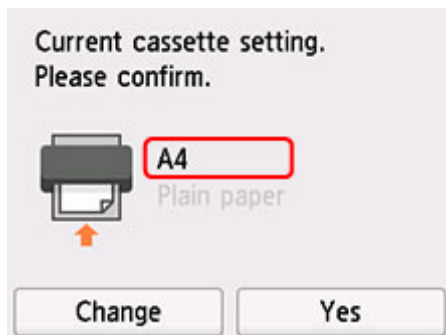 Current cassette setting.
Please confirm.
A4
Plain paper
Change
Yes